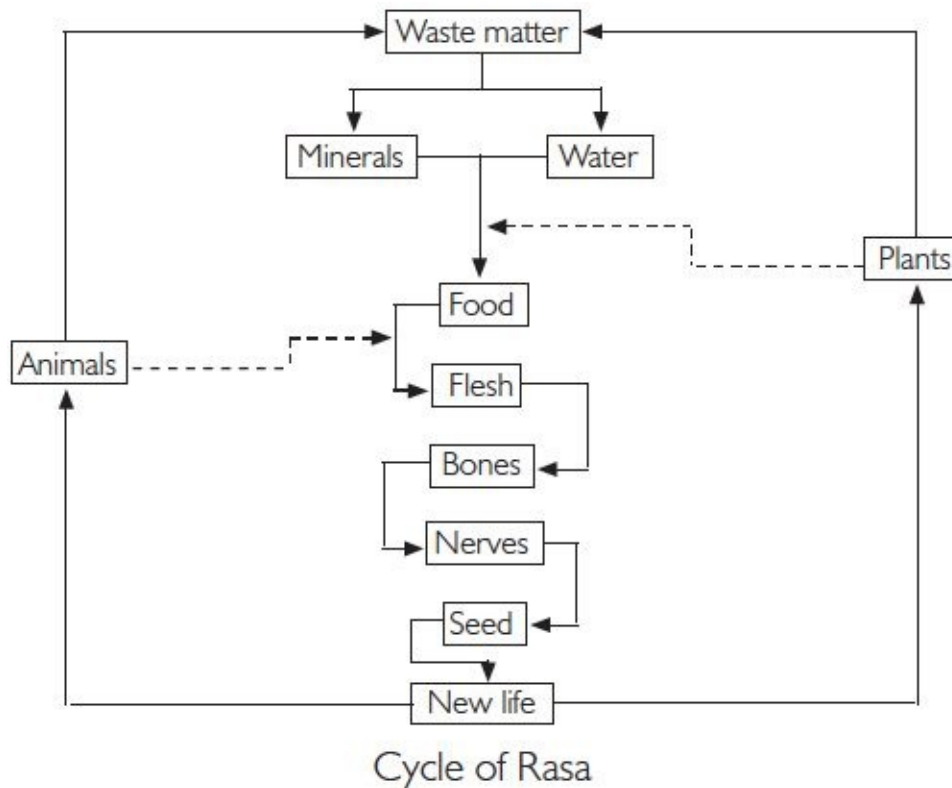 Waste matter
Minerals
Water
Plants
Food
Animals
Flesh
Bones
Nerves
Seed
New life
Cycle of Rasa